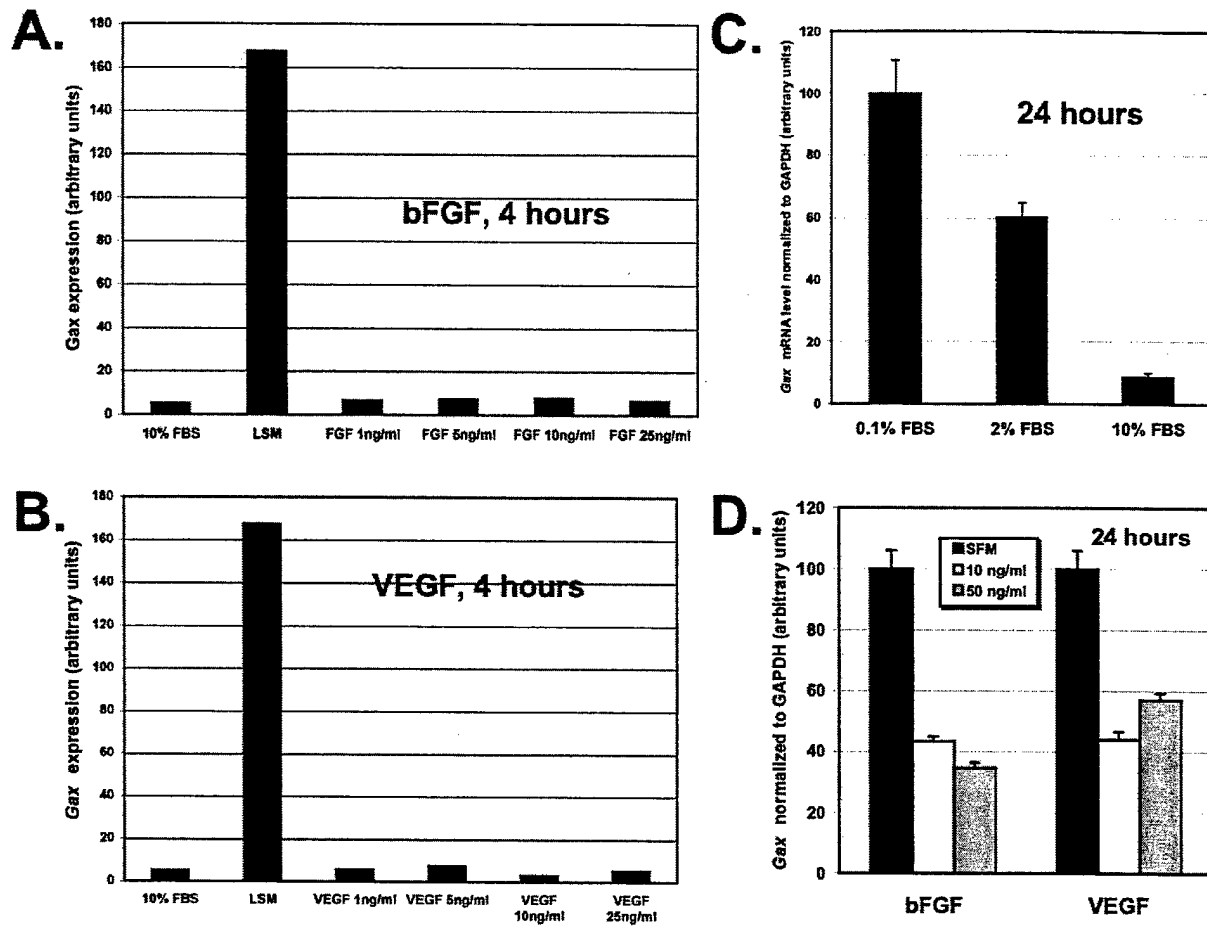 A.
Gax expression (arbitrary units)
180
160
140
120
100
80
60
40
20
0
bFGF, 4 hours
10% FBS
LSM
FGF 1ng/ml
FGF 5ng/ml
FGF 10ng/ml
FGF 25ng/ml
B.
Gax expression (arbitrary units)
180
160
140
120
100
80
60
40
20
0
VEGF, 4 hours
10% FBS
LSM
VEGF 1ng/ml
VEGF 5ng/ml
VEGF
10ng/ml
VEGF
25ng/ml
C.
Gax mRNA level normalized to GAPDH (arbitrary units)
120
100
80
60
40
20
0
24 hours
0.1% FBS
2% FBS
10% FBS
D.
Gax normalized to GAPDH (arbitrary units)
120
100
80
60
40
20
0
SFM
10 ng/ml
50 ng/ml
24 hours
bFGF
VEGF